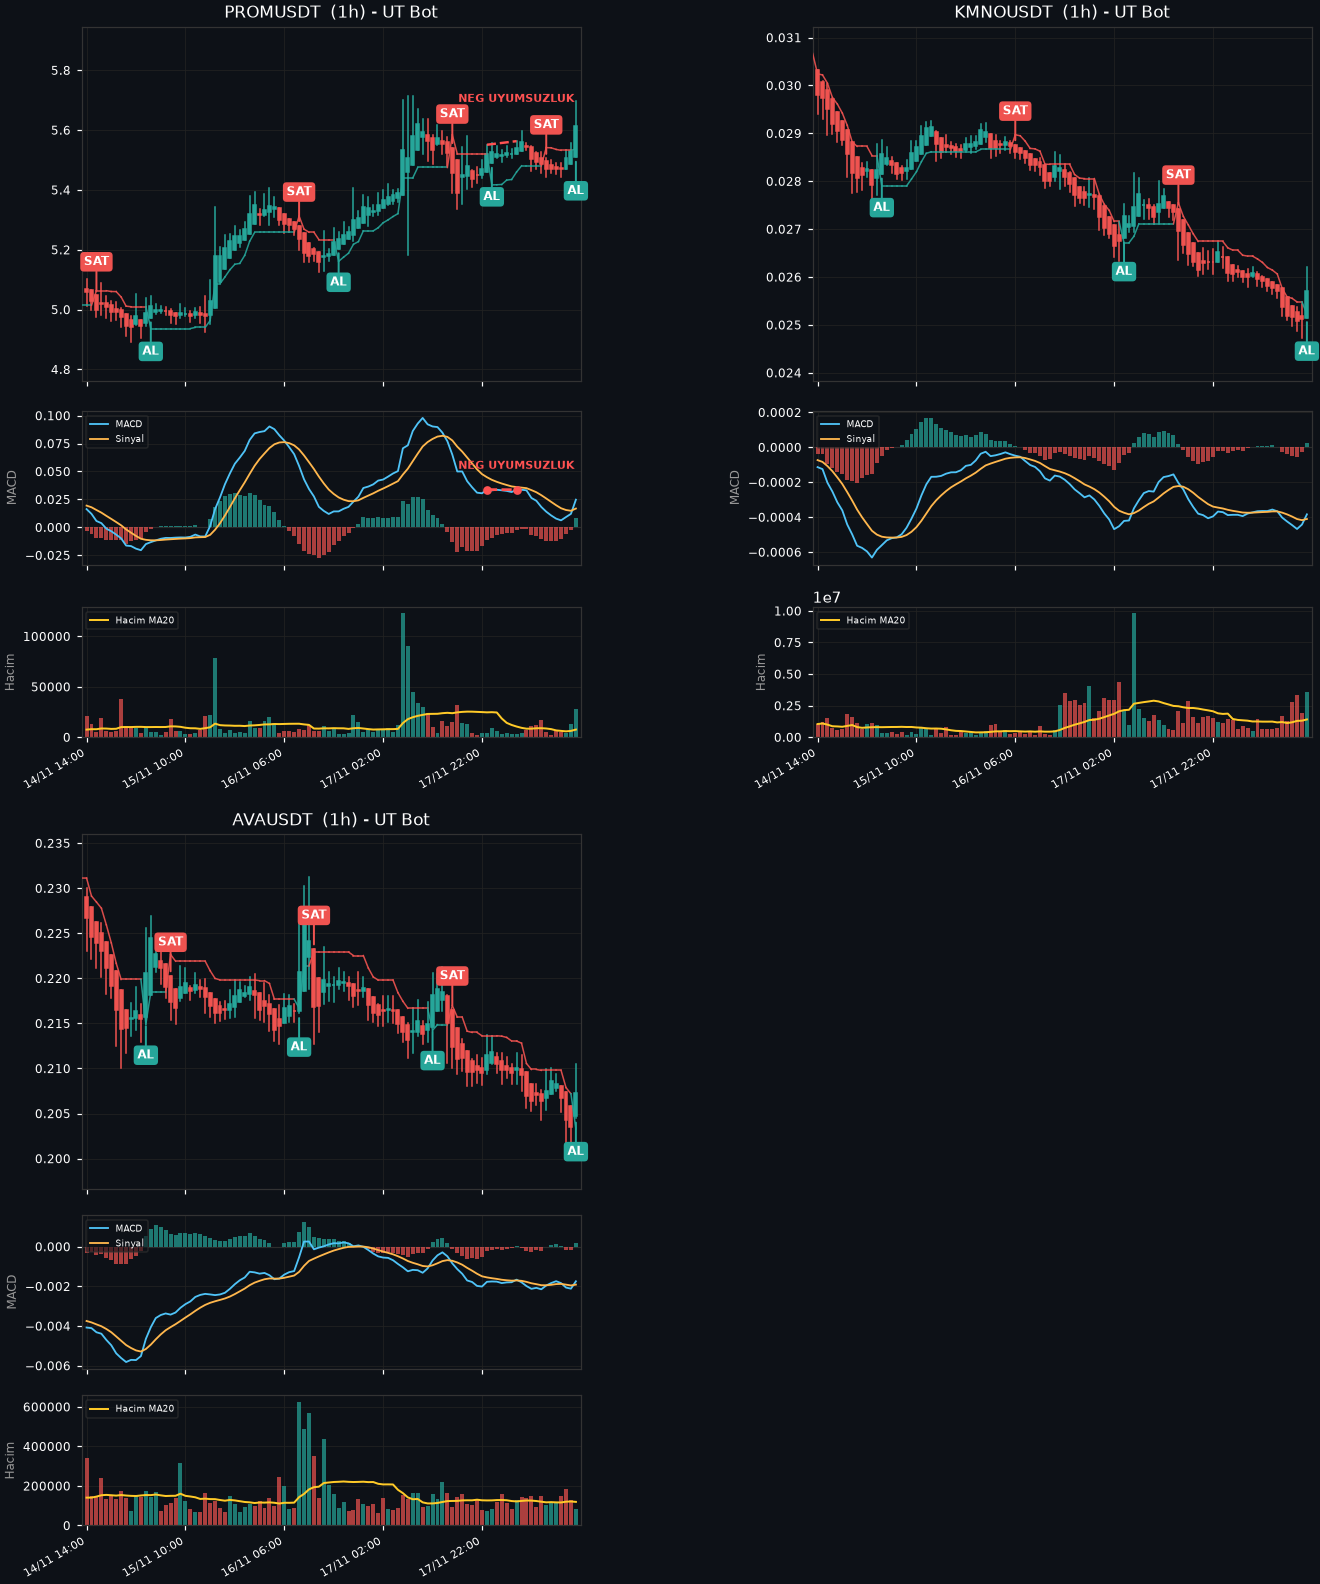 PROMUSDT  (1h) - UT Bot
5.8
5.6
5.4
5.2
5.0
4.8
SAT
AL
SAT
AL
SAT
NEG UYUMSUZLUK
AL
SAT
AL
0.100
0.075
0.050
0.025
0.000
−0.025
MACD
MACD
Sinyal
NEG UYUMSUZLUK
100000
50000
0
Hacim
Hacim MA20
14/11 14:00
15/11 10:00
16/11 06:00
17/11 02:00
17/11 22:00
KMNOUSDT  (1h) - UT Bot
0.031
0.030
0.029
0.028
0.027
0.026
0.025
0.024
AL
SAT
AL
SAT
AL
0.0002
0.0000
−0.0002
−0.0004
−0.0006
MACD
MACD
Sinyal
1e7
1.00
0.75
0.50
0.25
0.00
Hacim
Hacim MA20
14/11 14:00
15/11 10:00
16/11 06:00
17/11 02:00
17/11 22:00
AVAUSDT  (1h) - UT Bot
0.235
0.230
0.225
0.220
0.215
0.210
0.205
0.200
AL
SAT
AL
SAT
AL
SAT
AL
0.000
−0.002
−0.004
−0.006
MACD
MACD
Sinyal
600000
400000
200000
0
Hacim
Hacim MA20
14/11 14:00
15/11 10:00
16/11 06:00
17/11 02:00
17/11 22:00